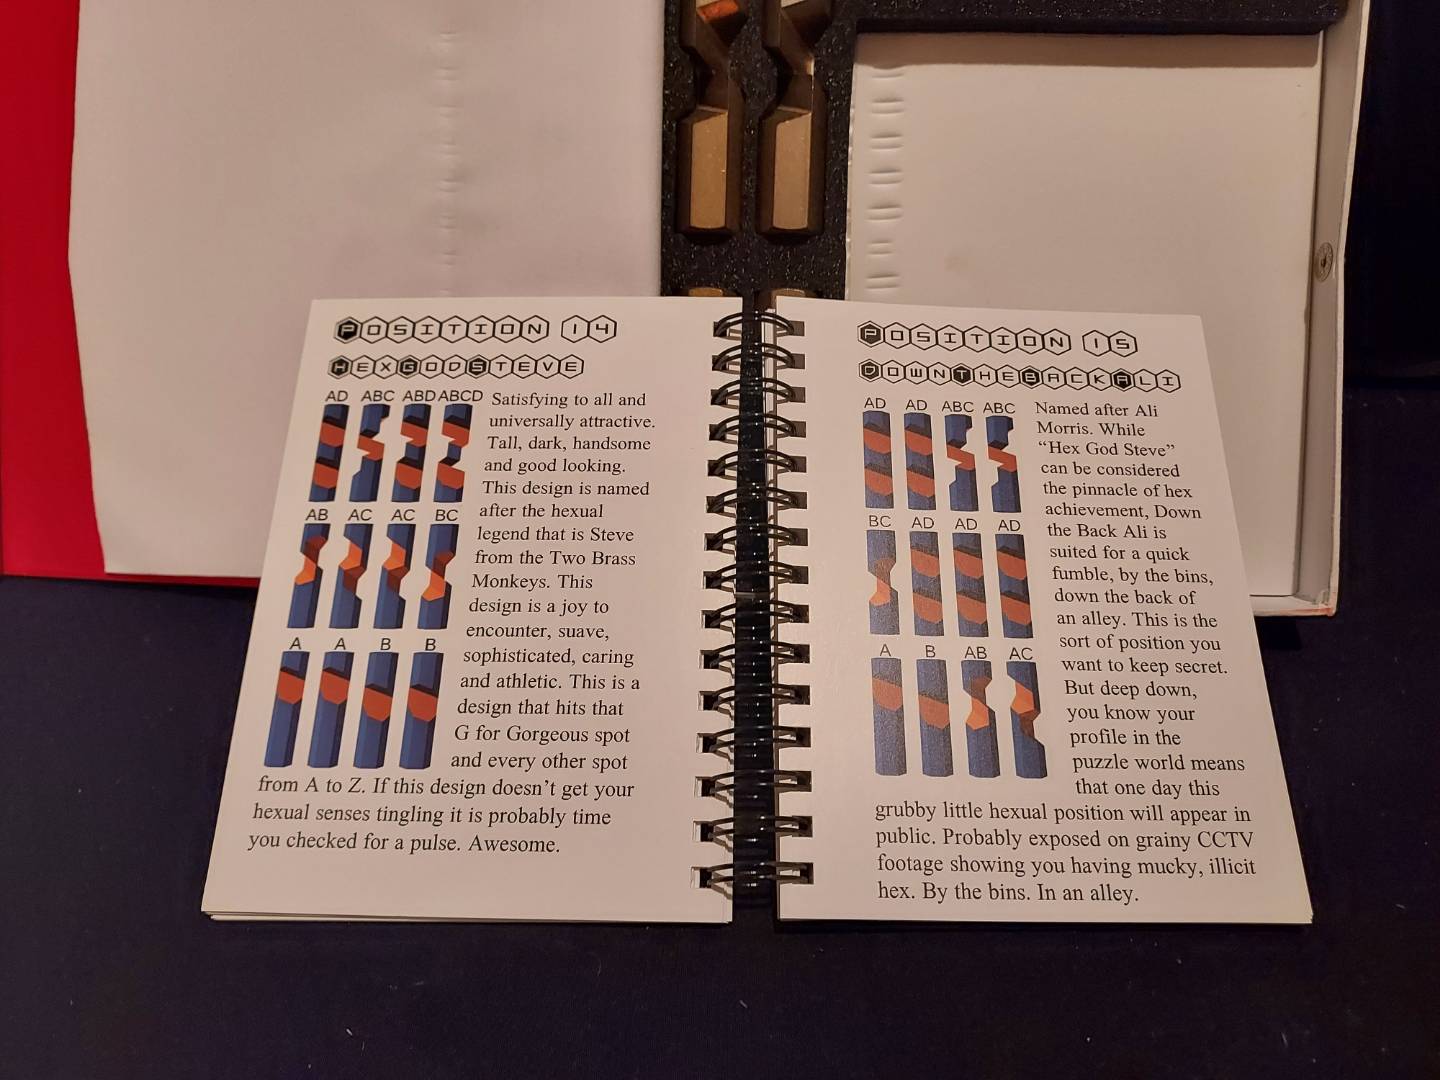 POSITION 14
HEXGODSTEVE
AD ABC ABD ABCD
Satisfying to all and
universally attractive.
Tall, dark, handsome
and good looking.
This design is named
after the hexual
AB AC AC BC
legend that is Steve
from the Two Brass
Monkeys. This
design is a joy to
encounter, suave,
A A B B
sophisticated, caring
and athletic. This is a
design that hits that
G for Gorgeous spot
and every other spot
from A to Z. If this design doesn't get your
hexual senses tingling it is probably time
you checked for a pulse. Awesome.
POSITION 15
DOWNTHEBACKALI
AD AD ABC ABC
Named after Ali
Morris. While
“Hex God Steve”
can be considered
the pinnacle of hex
achievement, Down
BC AD AD AD
the Back Ali is
suited for a quick
fumble, by the bins,
down the back of
an alley. This is the
sort of position you
A B AB AC
want to keep secret.
But deep down,
you know your
profile in the
puzzle world means
that one day this
grubby little hexual position will appear in
public. Probably exposed on grainy CCTV
footage showing you having mucky, illicit
hex. By the bins. In an alley.